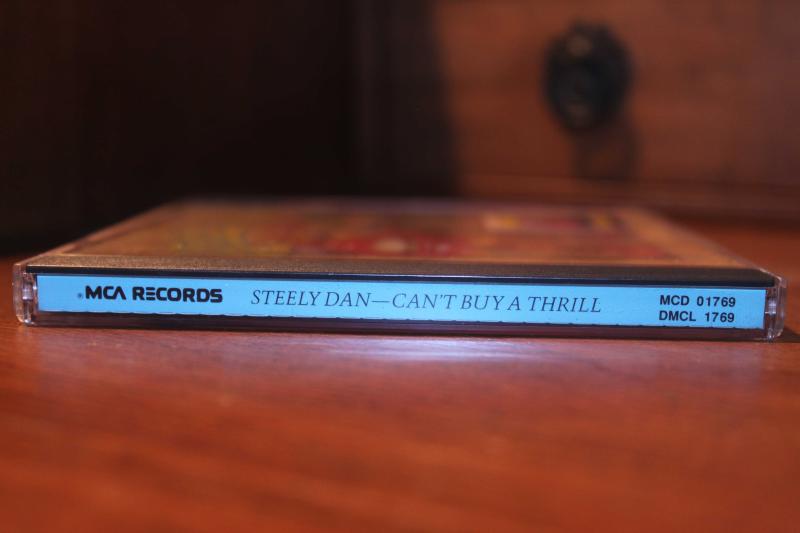 ®MCA RECORDS STEELY DAN—CAN'T BUY A THRILL MCD 01769
DMCL 1769